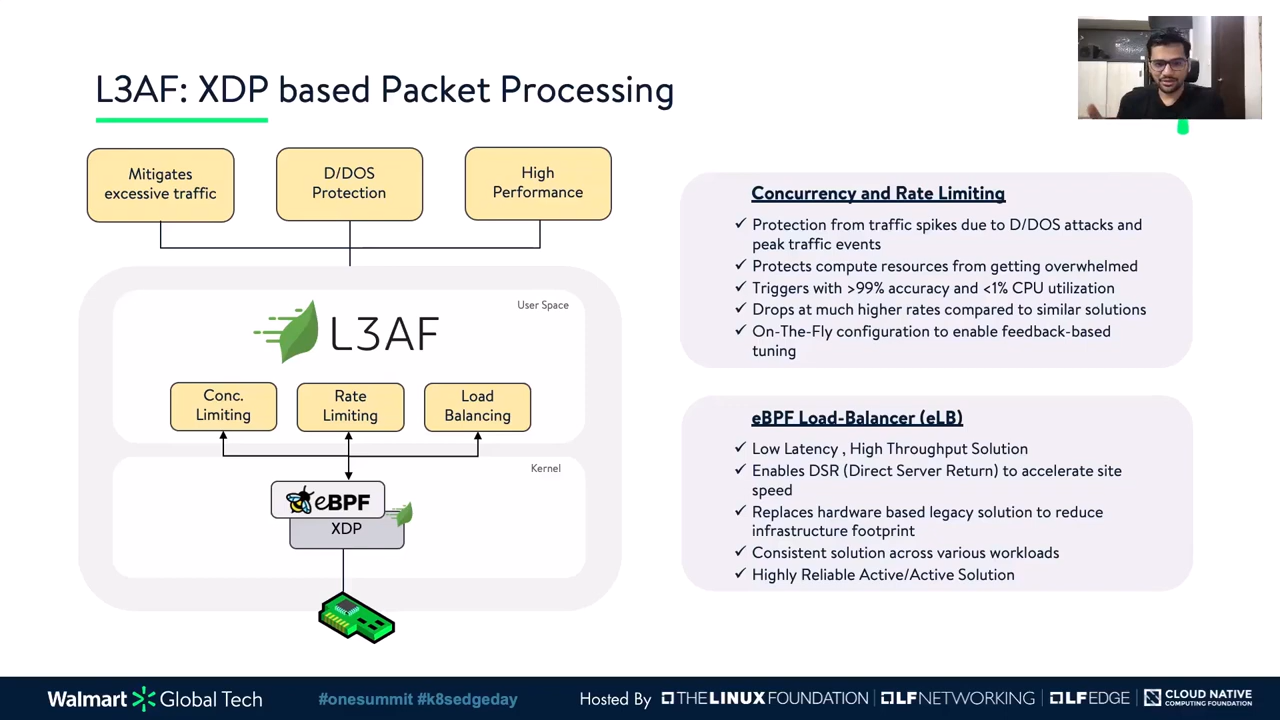 L3AF: XDP based Packet Processing
Mitigates
excessive traffic
D/DOS
Protection
High
Performance
User Space
L3AF
Conc.
Limiting
Rate
Limiting
Load
Balancing
Kernel
eBPF
XDP
Concurrency and Rate Limiting
✓ Protection from traffic spikes due to D/DOS attacks and
peak traffic events
✓ Protects compute resources from getting overwhelmed
✓ Triggers with >99% accuracy and <1% CPU utilization
✓ Drops at much higher rates compared to similar solutions
✓ On-The-Fly configuration to enable feedback-based
tuning
eBPF Load-Balancer (eLB)
✓ Low Latency , High Throughput Solution
✓ Enables DSR (Direct Server Return) to accelerate site
speed
✓ Replaces hardware based legacy solution to reduce
infrastructure footprint
✓ Consistent solution across various workloads
✓ Highly Reliable Active/Active Solution
Walmart Global Tech
#onesummit #k8sedgeday
Hosted By
THE LINUX FOUNDATION
LF NETWORKING
LF EDGE
CLOUD NATIVE
COMPUTING FOUNDATION